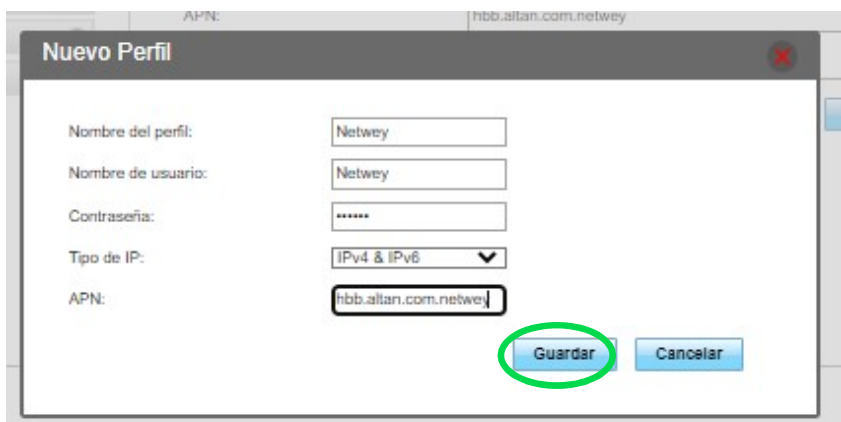 APN: hbb.altan.com.netwey
Nuevo Perfil
Nombre del perfil: Netwey
Nombre de usuario: Netwey
Contraseña: ••••••
Tipo de IP: IPv4 & IPv6
APN: hbb.altan.com.netwey
Guardar Cancelar